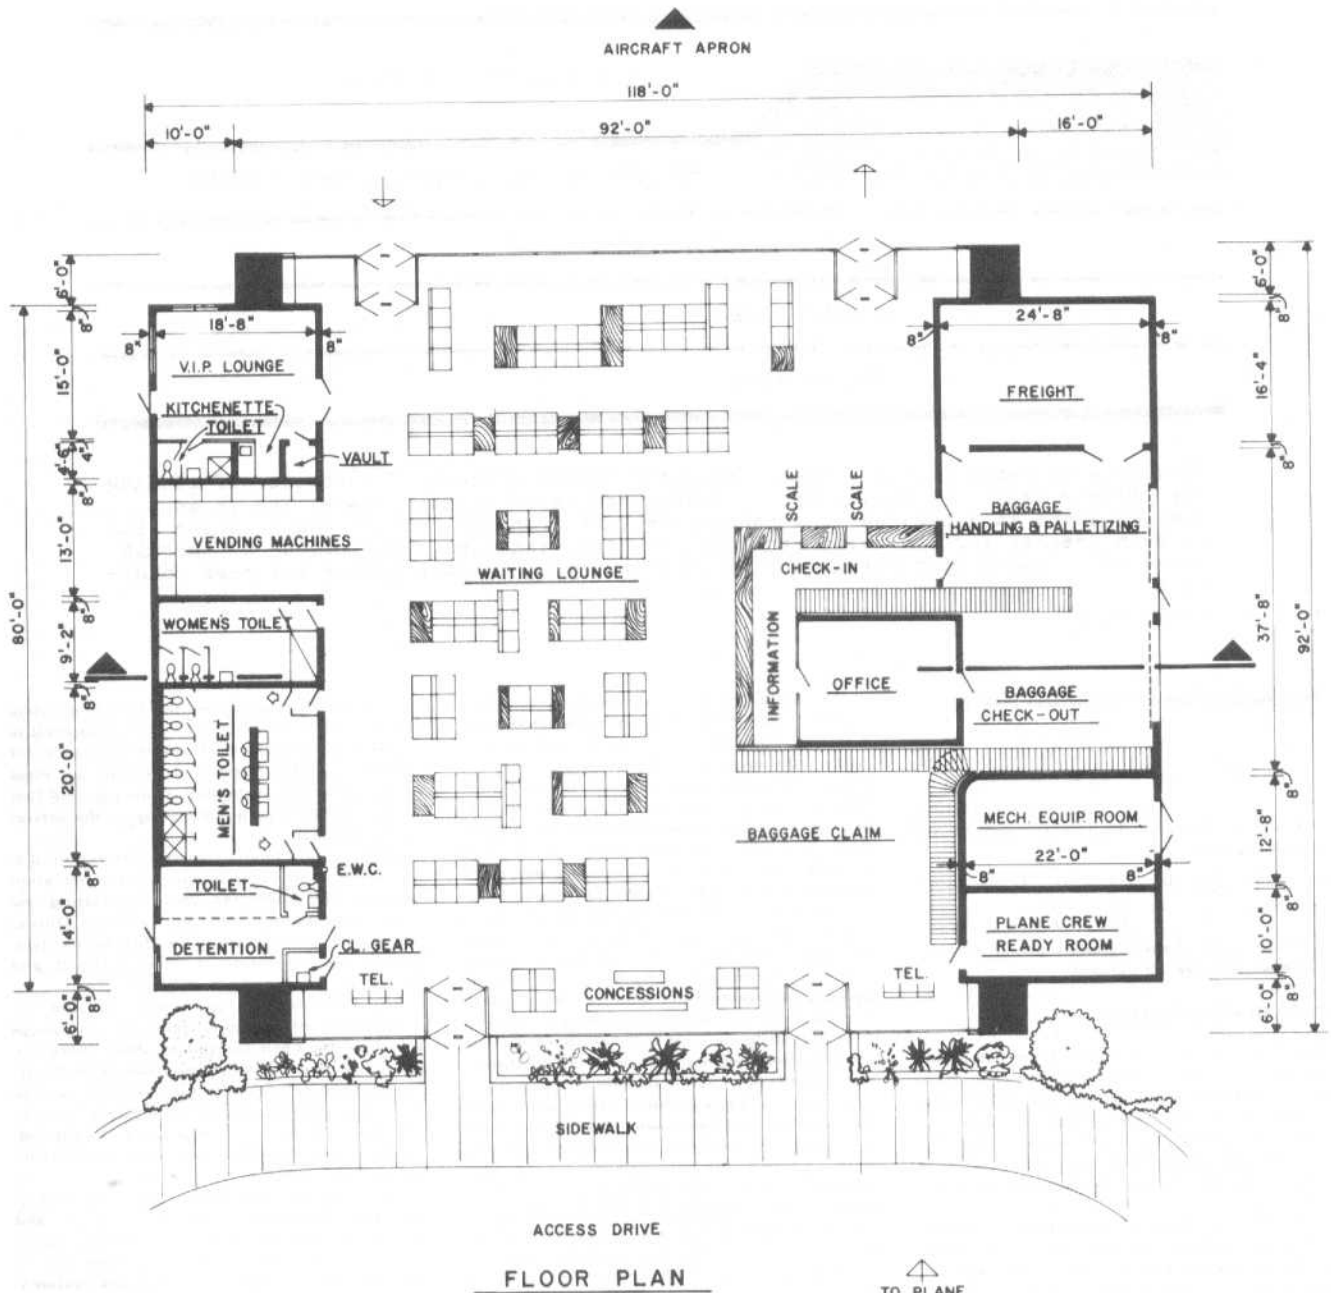 AIRCRAFT APRON
118'-0"
10'-0"
92'-0"
16'-0"
6'-0"
8"
15'-0"
4'-6"
4"
8"
13'-0"
8"
9'-2"
8"
20'-0"
8"
14'-0"
8"
6'-0"
80'-0"
18'-8"
8"
8"
V.I.P. LOUNGE
KITCHENETTE
TOILET
VAULT
VENDING MACHINES
WOMEN'S TOILET
MEN'S TOILET
E.W.C.
TOILET
DETENTION
CL. GEAR
TEL.
WAITING LOUNGE
CONCESSIONS
TEL.
24'-8"
8"
8"
FREIGHT
SCALE
SCALE
BAGGAGE
HANDLING & PALLETIZING
CHECK-IN
INFORMATION
OFFICE
BAGGAGE
CHECK-OUT
BAGGAGE CLAIM
MECH. EQUIP. ROOM
22'-0"
8"
8"
PLANE CREW
READY ROOM
6'-0"
8"
16'-4"
8"
37'-8"
8"
12'-8"
8"
10'-0"
8"
6'-0"
92'-0"
SIDEWALK
ACCESS DRIVE
FLOOR PLAN
TO PLANE